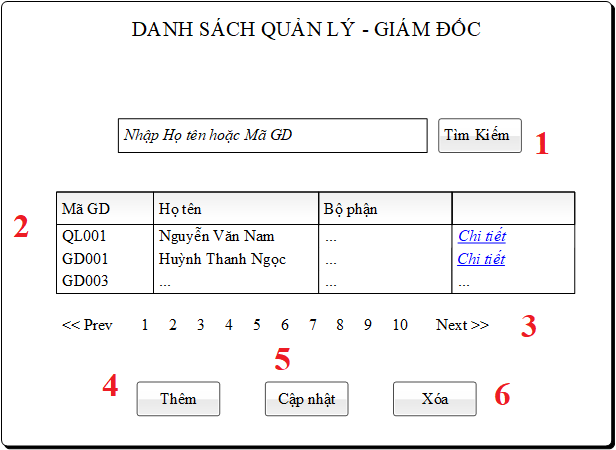 DANH SÁCH QUẢN LÝ - GIÁM ĐỐC
Nhập Họ tên hoặc Mã GD Tìm Kiếm 1
2 Mã GD Họ tên Bộ phận
QL001 Nguyễn Văn Nam ... Chi tiết
GD001 Huỳnh Thanh Ngọc ... Chi tiết
GD003 ... ... ...
<< Prev 1 2 3 4 5 6 7 8 9 10 Next >> 3
4 Thêm 5 Cập nhật Xóa 6